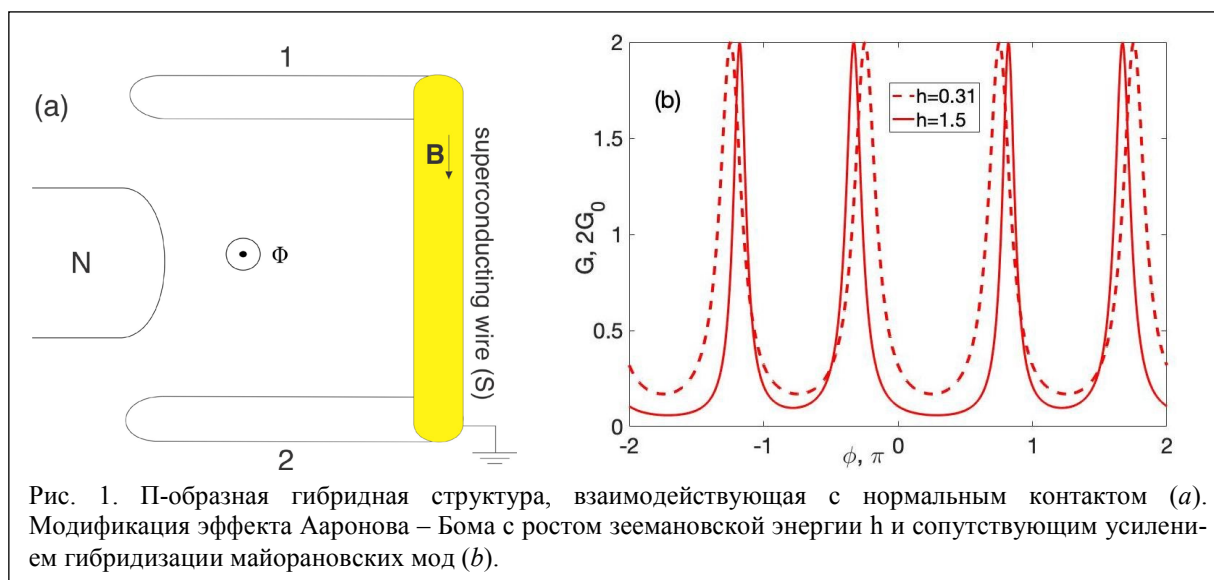 (a)
1
B
N
Φ
superconducting wire (S)
2
(b)
h=0.31
h=1.5
G, 2G₀
2
1.5
1
0.5
0
-2
-1
0
1
2
ϕ, π
Рис. 1. П-образная гибридная структура, взаимодействующая с нормальным контактом (a).
Модификация эффекта Ааронова – Бома с ростом зеемановской энергии h и сопутствующим усилени-
ем гибридизации майорановских мод (b).